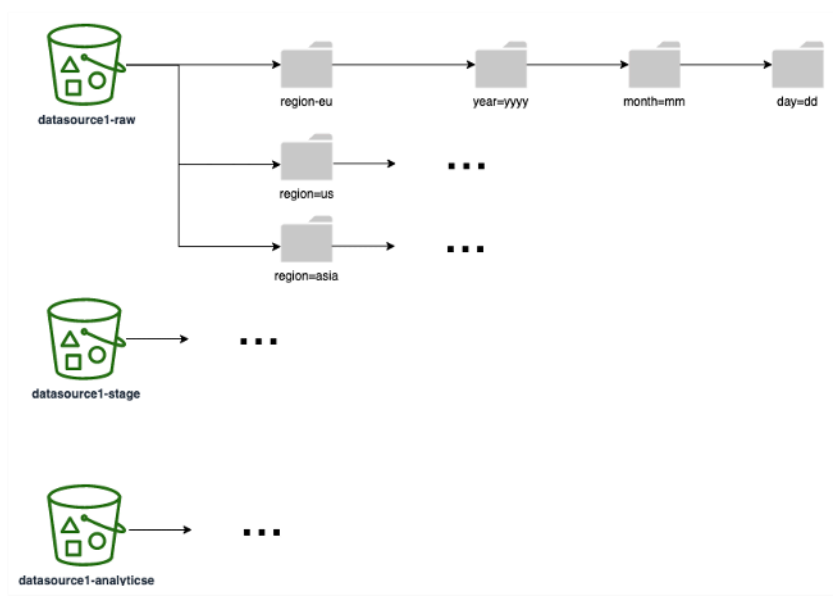 datasource1-raw
region-eu
year=yyyy
month=mm
day=dd
region=us
...
region=asia
...
datasource1-stage
...
datasource1-analyticse
...